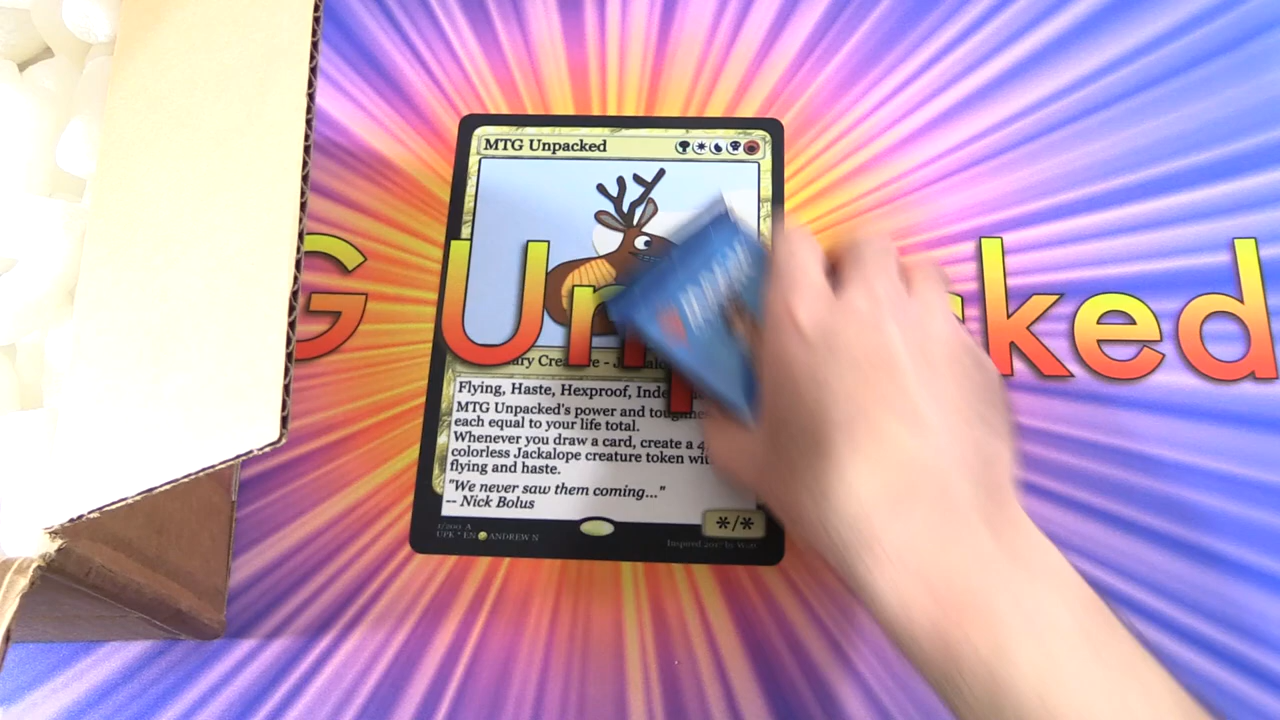 MTG Unpacked
G Un ked
Flying, Haste, Hexproof, Inde
MTG Unpacked's power and toughne
each equal to your life total.
Whenever you draw a card, create a 4
colorless Jackalope creature token wi
flying and haste.
"We never saw them coming..."
-- Nick Bolus
*/*
1/200 A
UPK * EN ANDREW N